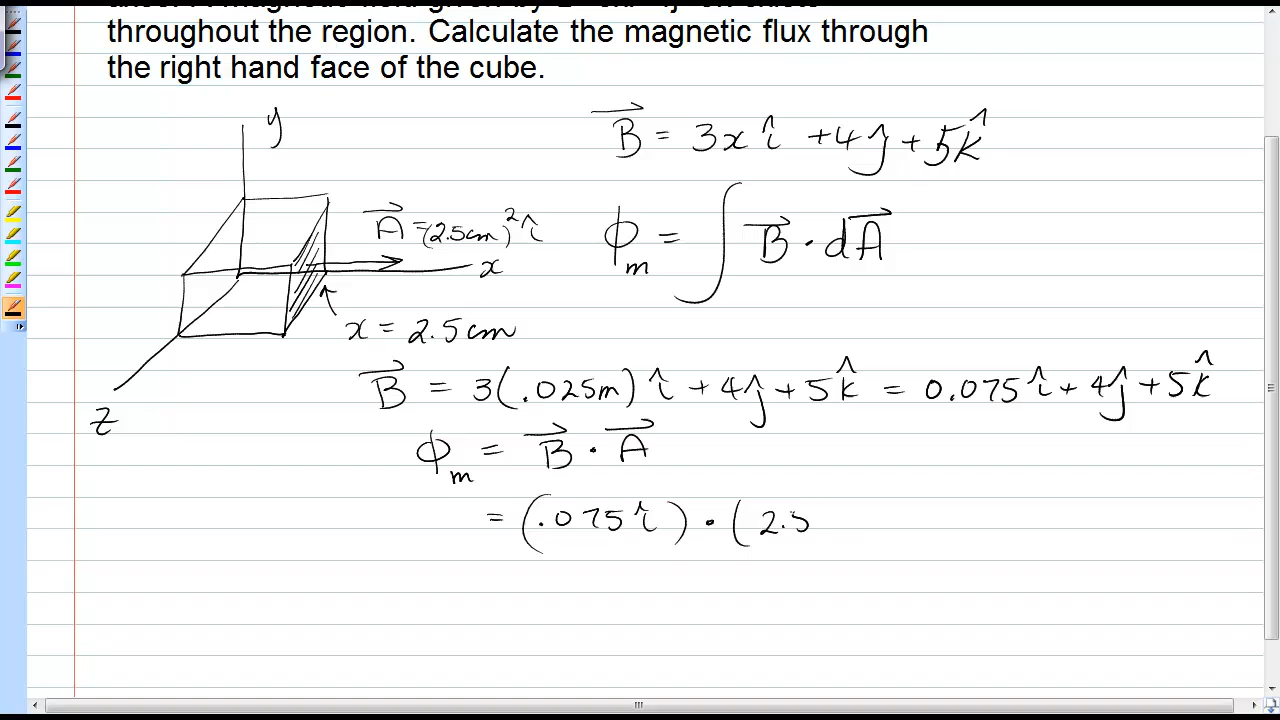 throughout the region. Calculate the magnetic flux through
the right hand face of the cube.
y
B⃗ = 3x î + 4ĵ + 5k̂
A⃗ = (2.5cm)² î
ϕₘ = ∫ B⃗ · dA⃗
x
x = 2.5cm
B⃗ = 3(.025m) î + 4ĵ + 5k̂ = 0.075 î + 4ĵ + 5k̂
z
ϕₘ = B⃗ · A⃗
= (.075 î) · (2.5